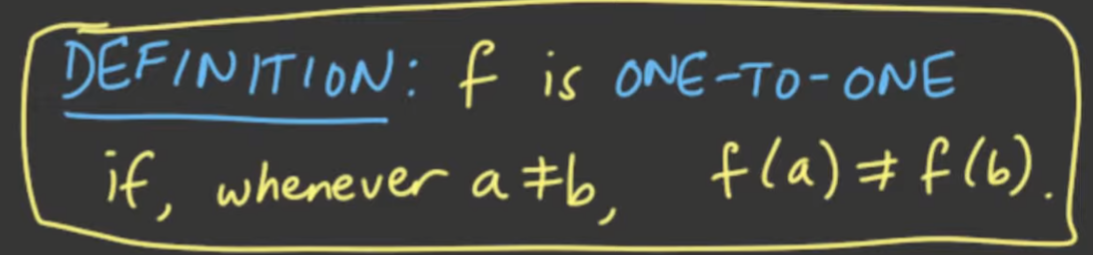 DEFINITION: f is ONE-TO-ONE
if, whenever a≠b, f(a) ≠ f(b).